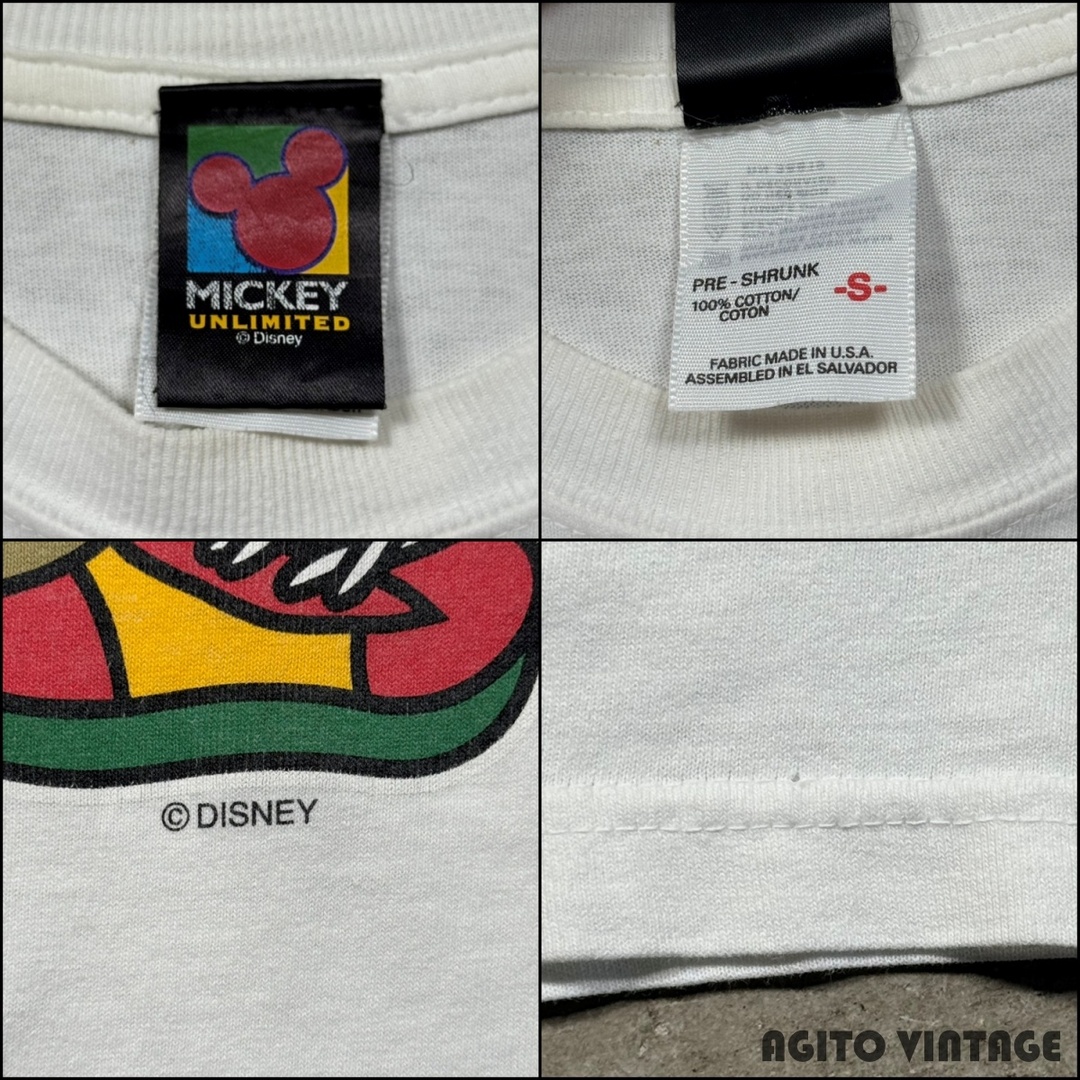 MICKEY
UNLIMITED
© Disney
PRE - SHRUNK
-S-
100% COTTON/
COTON
FABRIC MADE IN U.S.A.
ASSEMBLED IN EL SALVADOR
© DISNEY
AGITO VINTAGE